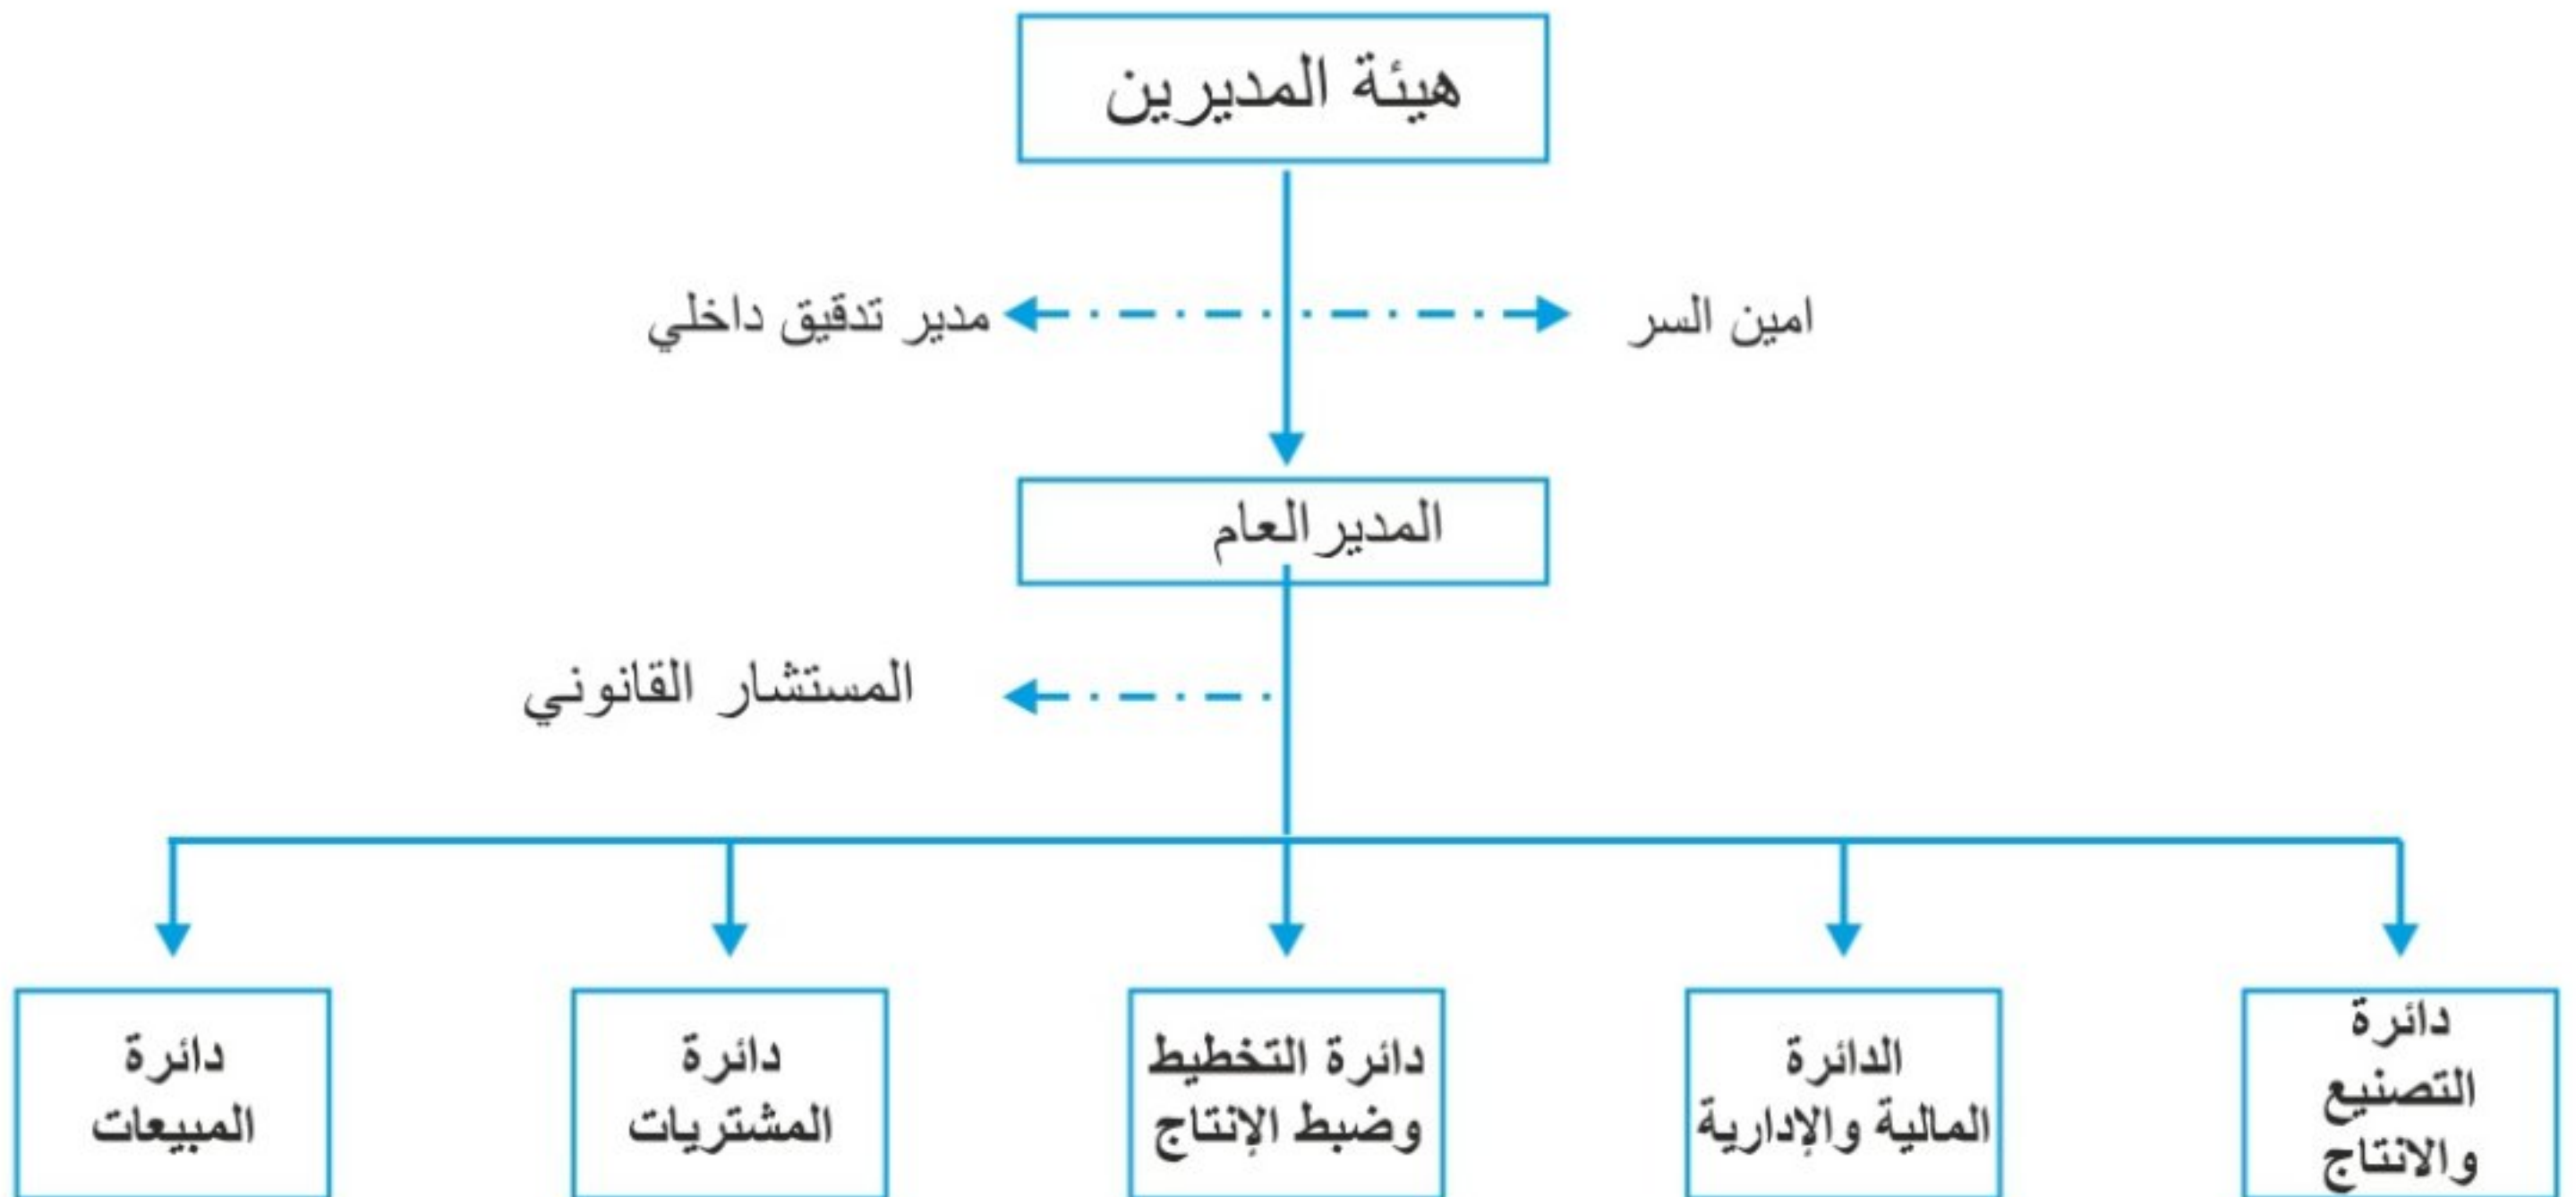 هيئة المديرين
امين السر
مدير تدقيق داخلي
المدير العام
المستشار القانوني
دائرة
التصنيع
والانتاج
الدائرة
المالية والإدارية
دائرة التخطيط
وضبط الإنتاج
دائرة
المشتريات
دائرة
المبيعات